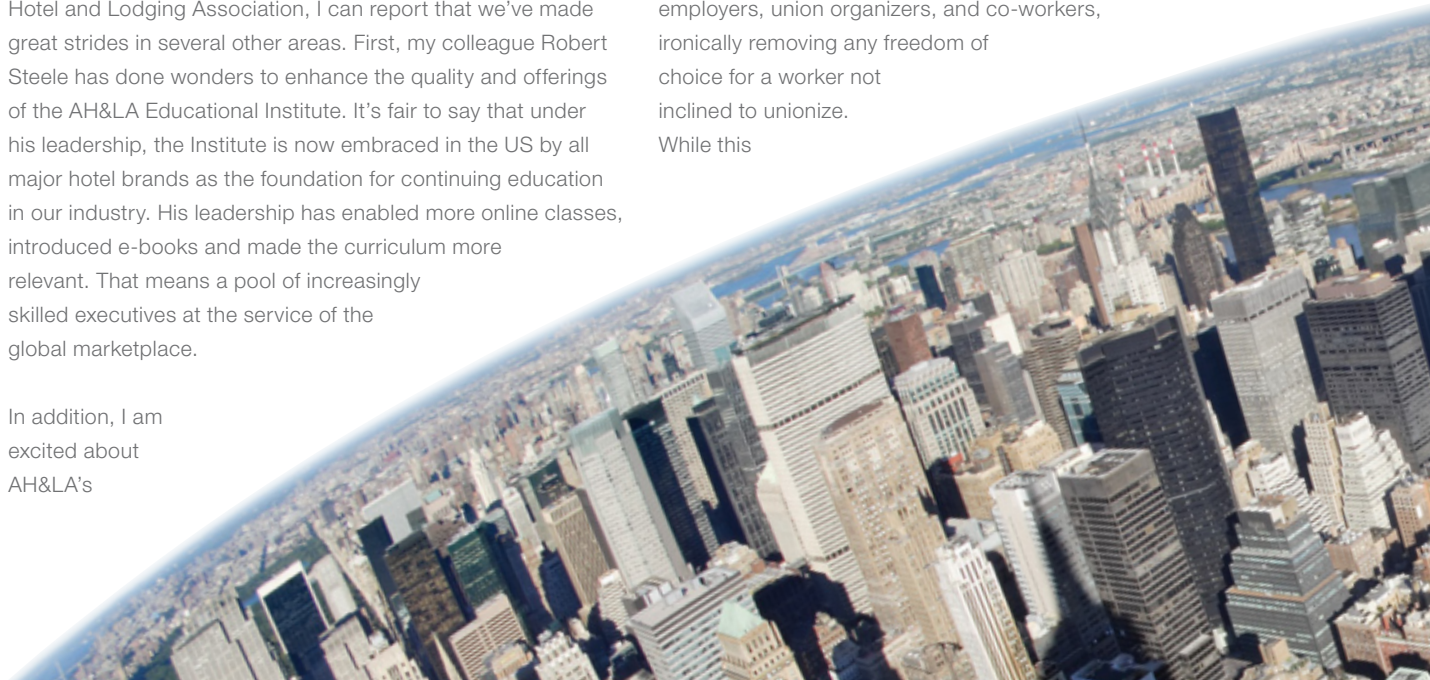 Hotel and Lodging Association, I can report that we’ve made
great strides in several other areas. First, my colleague Robert
Steele has done wonders to enhance the quality and offerings
of the AH&LA Educational Institute. It’s fair to say that under
his leadership, the Institute is now embraced in the US by all
major hotel brands as the foundation for continuing education
in our industry. His leadership has enabled more online classes,
introduced e-books and made the curriculum more
relevant. That means a pool of increasingly
skilled executives at the service of the
global marketplace.
In addition, I am
excited about
AH&LA’s
employers, union organizers, and co-workers,
ironically removing any freedom of
choice for a worker not
inclined to unionize.
While this